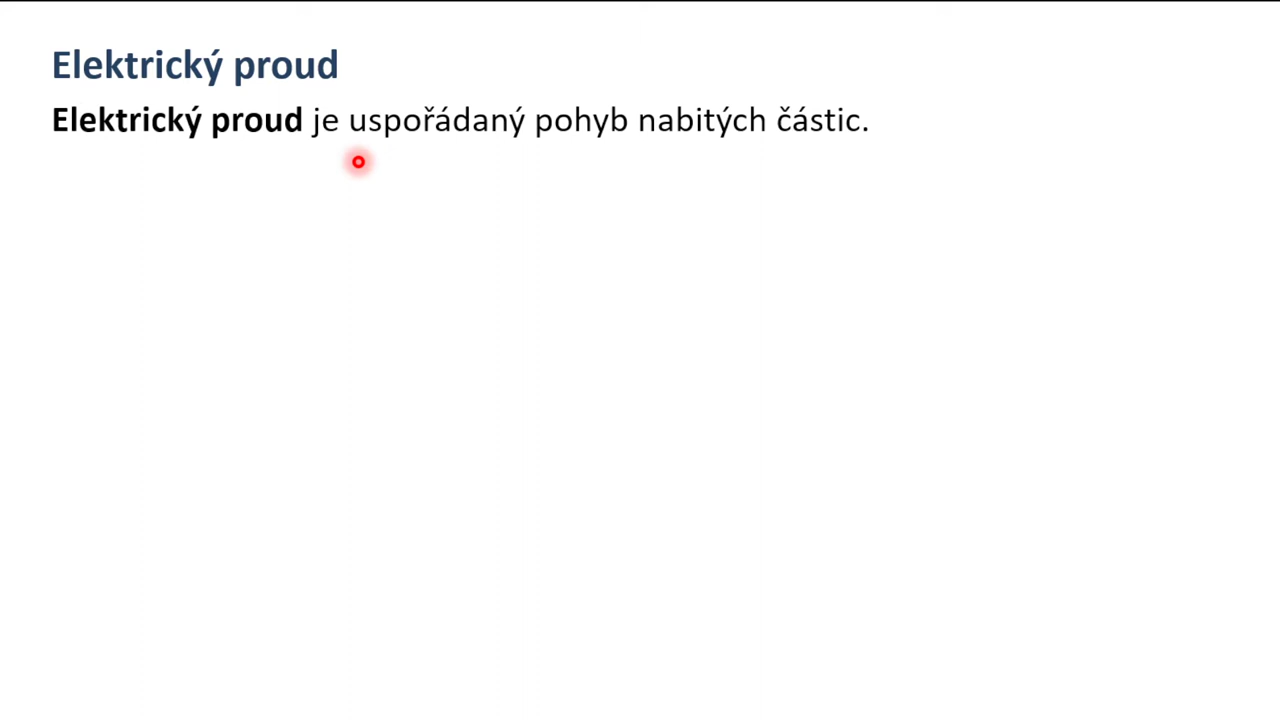 Elektrický proud
Elektrický proud je uspořádaný pohyb nabitých částic.